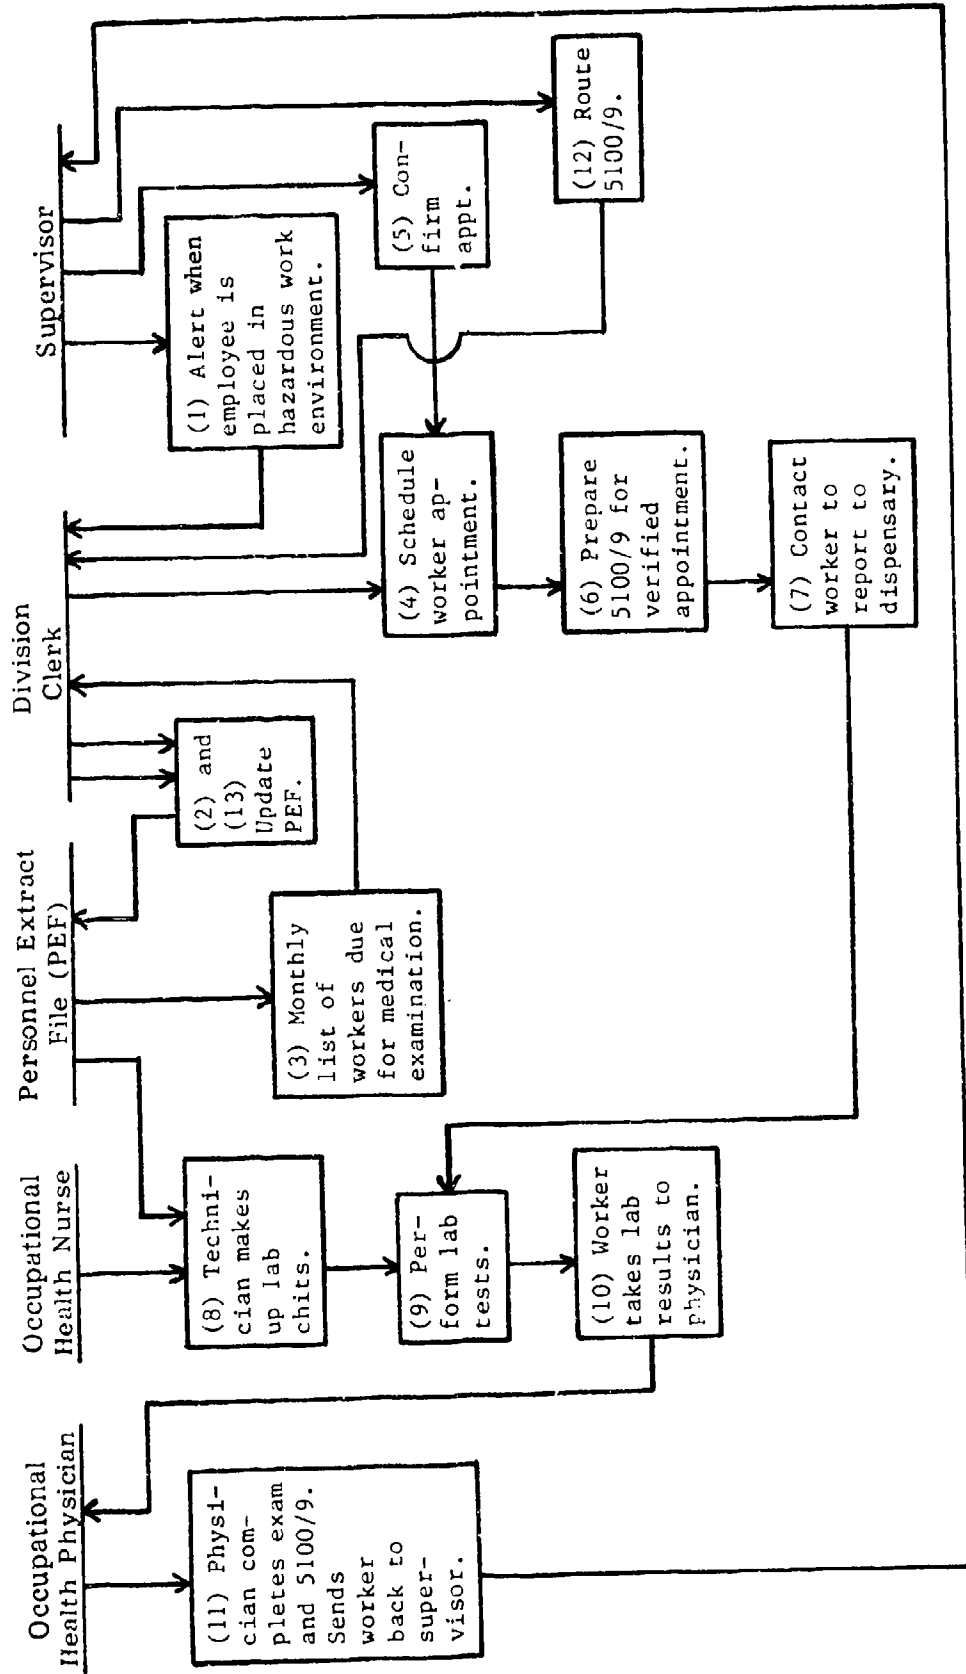 Occupational
Health Physician
Occupational
Health Nurse
Personnel Extract
File (PEF)
Division
Clerk
Supervisor
(11) Physi-
cian com-
pletes exam
and 5100/9.
Sends
worker
back to
super-
visor.
(8) Techni-
cian makes
up lab
chits.
(9) Per-
form lab
tests.
(10) Worker
takes lab
results to
physician.
(3) Monthly
list of
workers due
for medical
examination.
(2) and
(13)
Update
PEF.
(4) Schedule
worker ap-
pointment.
(6) Prepare
5100/9 for
verified
appointment.
(7) Contact
worker to
report to
dispensary.
(1) Alert when
employee is
placed in
hazardous work
environment.
(5) Con-
firm
appt.
(12) Route
5100/9.